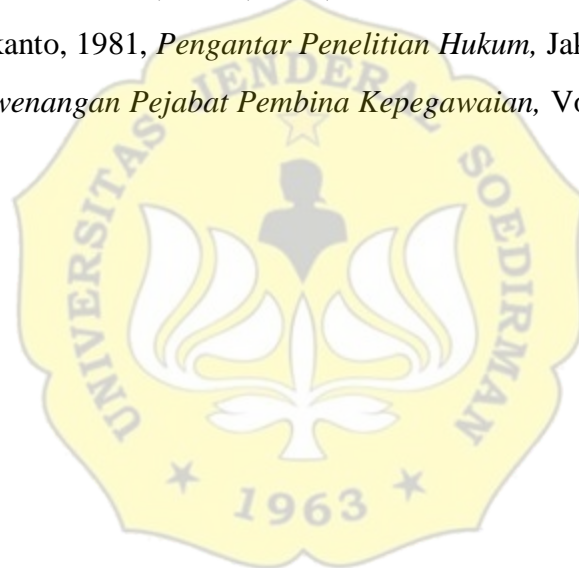 kanto, 1981, Pengantar Penelitian Hukum, Jak
wenangan Pejabat Pembina Kepegawaian, Vo
UNIVERSITAS JENDERAL SOEDIRMAN
1963